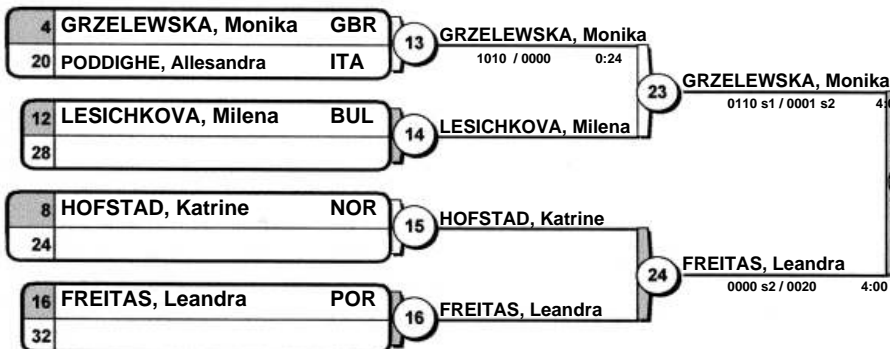 4 GRZELEWSKA, Monika GBR
20 PODDIGHE, Allesandra ITA
13
GRZELEWSKA, Monika
1010 / 0000 0:24
12 LESICHKOVA, Milena BUL
28
14
LESICHKOVA, Milena
23
GRZELEWSKA, Monika
0110 s1 / 0001 s2
8 HOFSTAD, Katrine NOR
24
15
HOFSTAD, Katrine
16 FREITAS, Leandra POR
32
16
FREITAS, Leandra
24
FREITAS, Leandra
0000 s2 / 0020 4:00